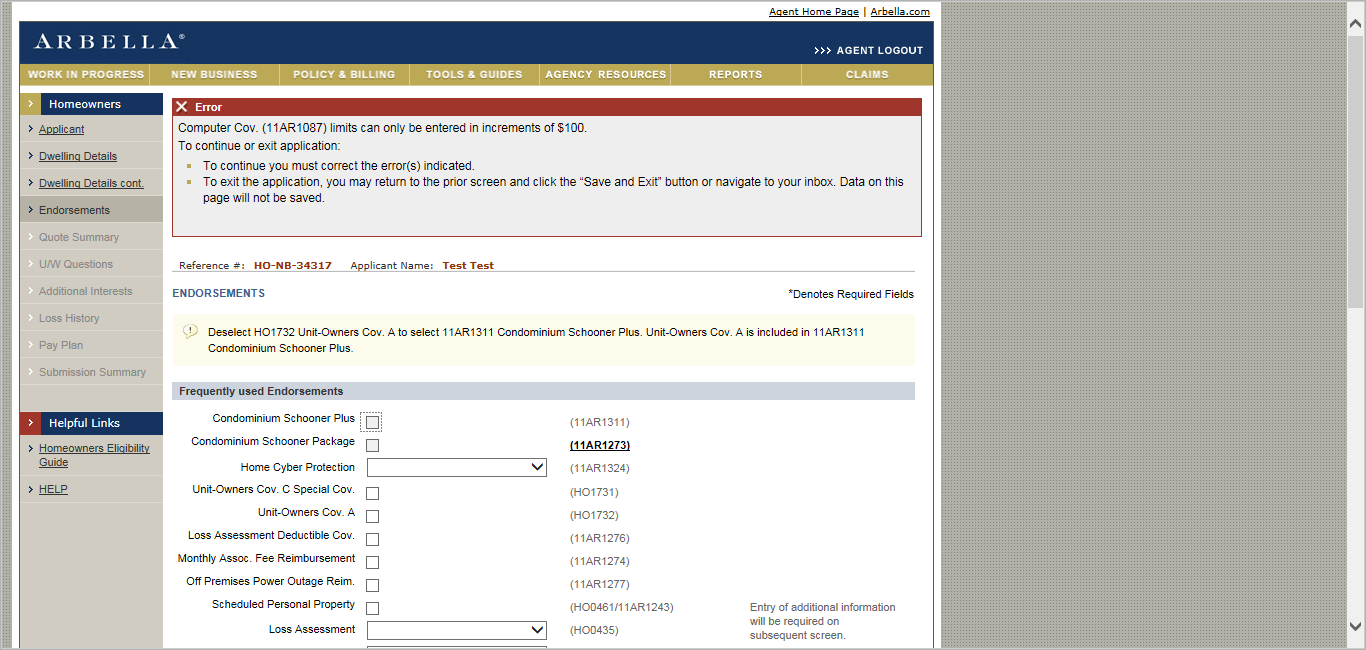 Agent Home Page | Arbella.com
ARBELLA®
>>> AGENT LOGOUT
WORK IN PROGRESS NEW BUSINESS POLICY & BILLING TOOLS & GUIDES AGENCY RESOURCES REPORTS CLAIMS
Homeowners
Applicant
Dwelling Details
Dwelling Details cont.
Endorsements
Quote Summary
U/W Questions
Additional Interests
Loss History
Pay Plan
Submission Summary
Helpful Links
Homeowners Eligibility
Guide
HELP
Error
Computer Cov. (11AR1087) limits can only be entered in increments of $100.
To continue or exit application:
To continue you must correct the error(s) indicated.
To exit the application, you may return to the prior screen and click the “Save and Exit” button or navigate to your inbox. Data on this
page will not be saved.
Reference #: HO-NB-34317 Applicant Name: Test Test
ENDORSEMENTS
*Denotes Required Fields
Deselect HO1732 Unit-Owners Cov. A to select 11AR1311 Condominium Schooner Plus. Unit-Owners Cov. A is included in 11AR1311
Condominium Schooner Plus.
Frequently used Endorsements
Condominium Schooner Plus (11AR1311)
Condominium Schooner Package (11AR1273)
Home Cyber Protection (11AR1324)
Unit-Owners Cov. C Special Cov. (HO1731)
Unit-Owners Cov. A (HO1732)
Loss Assessment Deductible Cov. (11AR1276)
Monthly Assoc. Fee Reimbursement (11AR1274)
Off Premises Power Outage Reim. (11AR1277)
Scheduled Personal Property (HO0461/11AR1243) Entry of additional information
will be required on
subsequent screen.
Loss Assessment (HO0435)